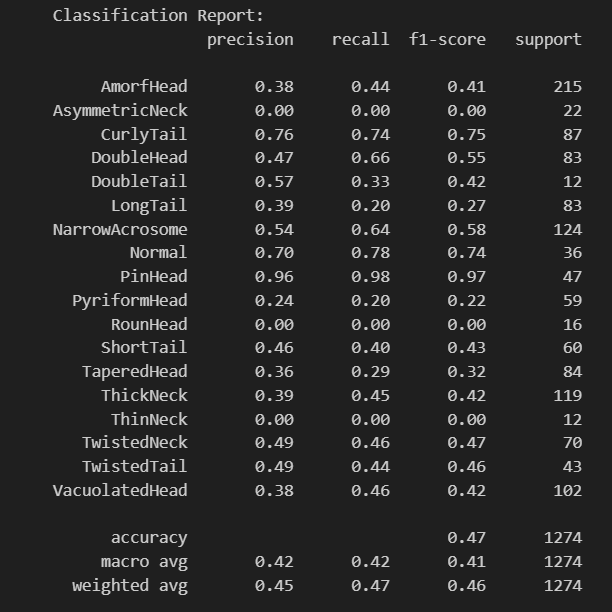 Classification Report:
precision recall f1-score support
AmorfHead 0.38 0.44 0.41 215
AsymmetricNeck 0.00 0.00 0.00 22
CurlyTail 0.76 0.74 0.75 87
DoubleHead 0.47 0.66 0.55 83
DoubleTail 0.57 0.33 0.42 12
LongTail 0.39 0.20 0.27 83
NarrowAcrosome 0.54 0.64 0.58 124
Normal 0.70 0.78 0.74 36
PinHead 0.96 0.98 0.97 47
PyriformHead 0.24 0.20 0.22 59
RounHead 0.00 0.00 0.00 16
ShortTail 0.46 0.40 0.43 60
TaperedHead 0.36 0.29 0.32 84
ThickNeck 0.39 0.45 0.42 119
ThinNeck 0.00 0.00 0.00 12
TwistedNeck 0.49 0.46 0.47 70
TwistedTail 0.49 0.44 0.46 43
VacuolatedHead 0.38 0.46 0.42 102
accuracy 0.47 1274
macro avg 0.42 0.42 0.41 1274
weighted avg 0.45 0.47 0.46 1274